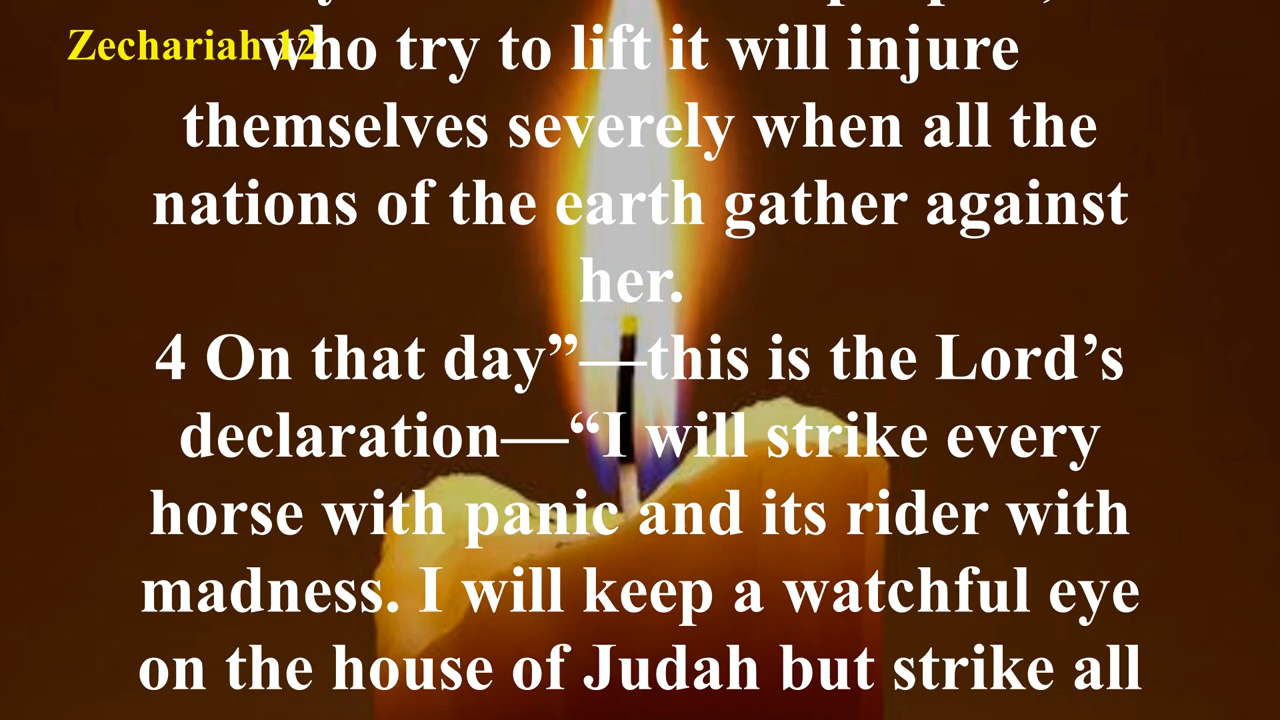 Zechariah 12
who try to lift it will injure
themselves severely when all the
nations of the earth gather against
her.
4 On that day”—this is the Lord’s
declaration—“I will strike every
horse with panic and its rider with
madness. I will keep a watchful eye
on the house of Judah but strike all